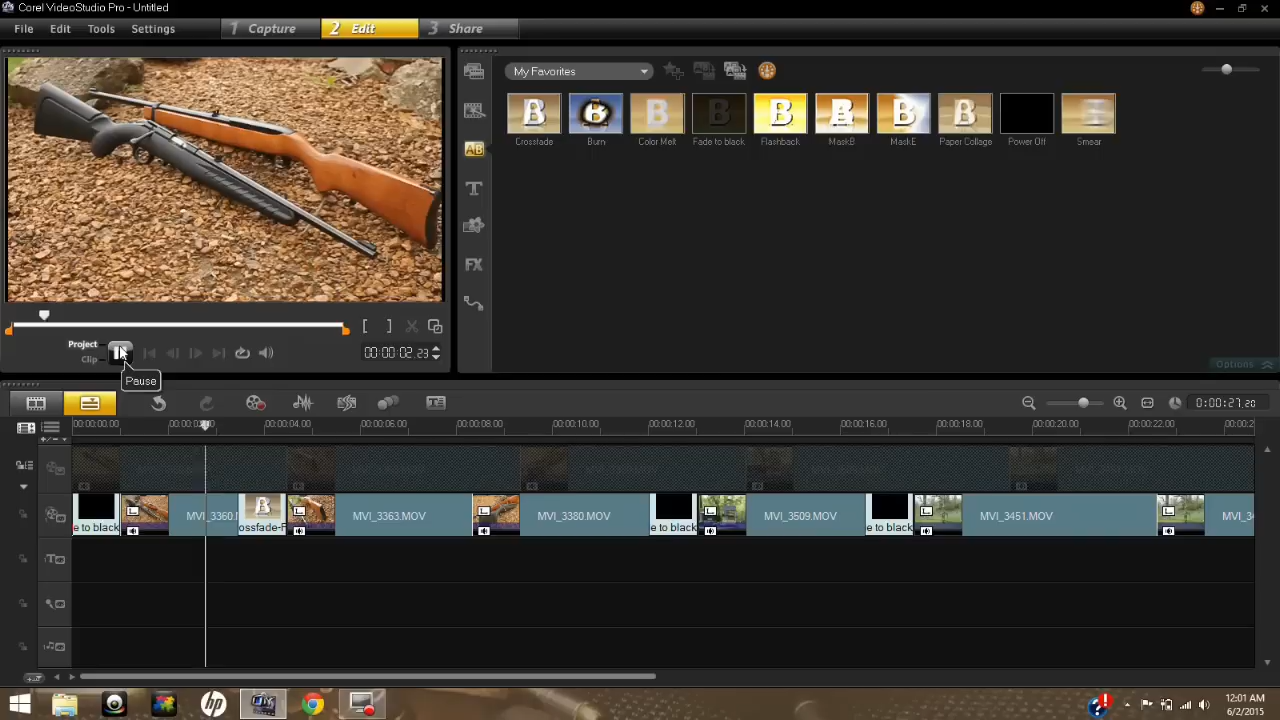 Corel VideoStudio Pro - Untitled
File Edit Tools Settings 1 Capture 2 Edit 3 Share
My Favorites
Crossfade Burn Color Melt Fade to black Flashback MaskB MaskE Paper Collage Power Off Smear
AB
T
FX
Project
Clip
[ ]
00:00:02.23
Pause
Options
0:00:27.20
00:00:00.00 00:00:04.00 00:00:06.00 00:00:08.00 00:00:10.00 00:00:12.00 00:00:14.00 00:00:16.00 00:00:18.00 00:00:20.00 00:00:22.00
e to black MVI_3360.M ossfade-F MVI_3363.MOV MVI_3380.MOV e to black MVI_3509.MOV e to black MVI_3451.MOV MVI_34
12:01 AM
6/2/2015